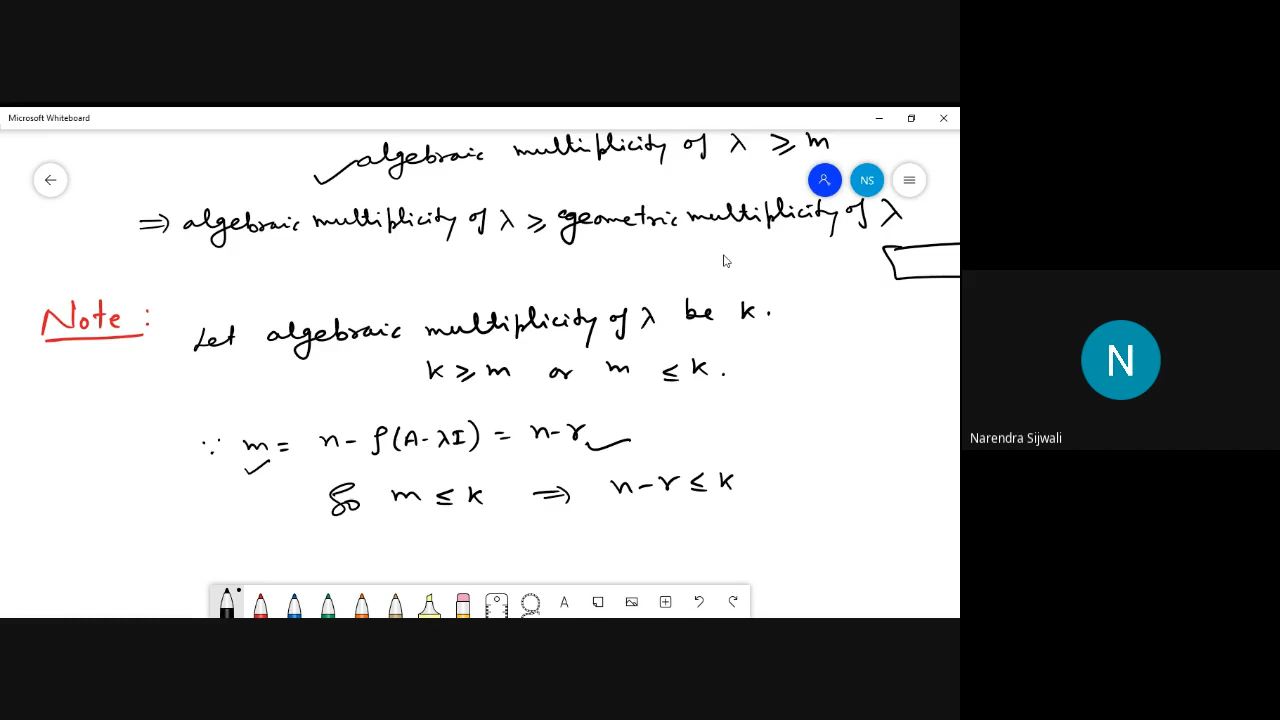 Microsoft Whiteboard
algebraic multiplicity of λ ⩾ m
NS
⇒ algebraic multiplicity of λ ⩾ geometric multiplicity of λ
Note:
Let algebraic multiplicity of λ be k.
k ⩾ m or m ≤ k.
N
∵ m = n - ρ(A - λI) = n - r
Narendra Sijwali
So m ≤ k ⇒ n - r ≤ k
A